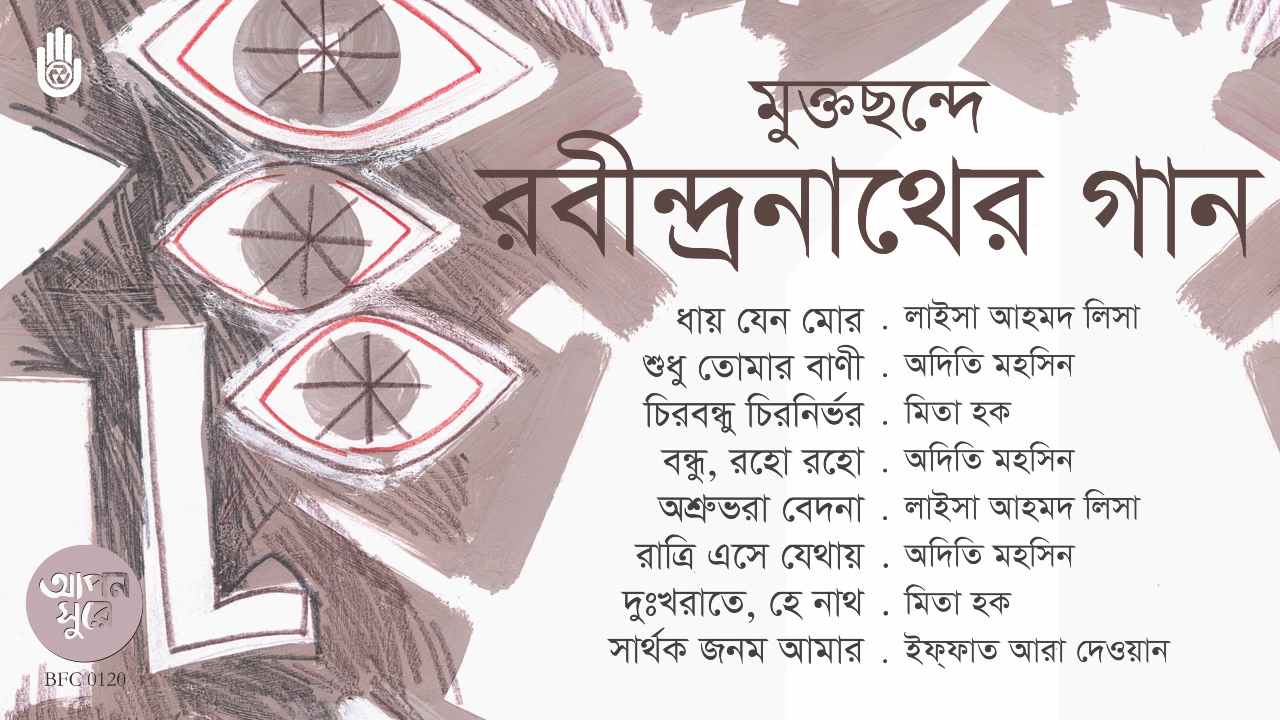 মুক্তছন্দে
রবীন্দ্রনাথের গান
ধায় যেন মোর . লাইসা আহমদ লিসা
শুধু তোমার বাণী . অদিতি মহসিন
চিরবন্ধু চিরনির্ভর . মিতা হক
বন্ধু, রহো রহো . অদিতি মহসিন
অশ্রুভরা বেদনা . লাইসা আহমদ লিসা
রাত্রি এসে যেথায় . অদিতি মহসিন
দুঃখরাতে, হে নাথ . মিতা হক
সার্থক জনম আমার . ইফ্ফাত আরা দেওয়ান
আপন
সুরে
BFC 0120